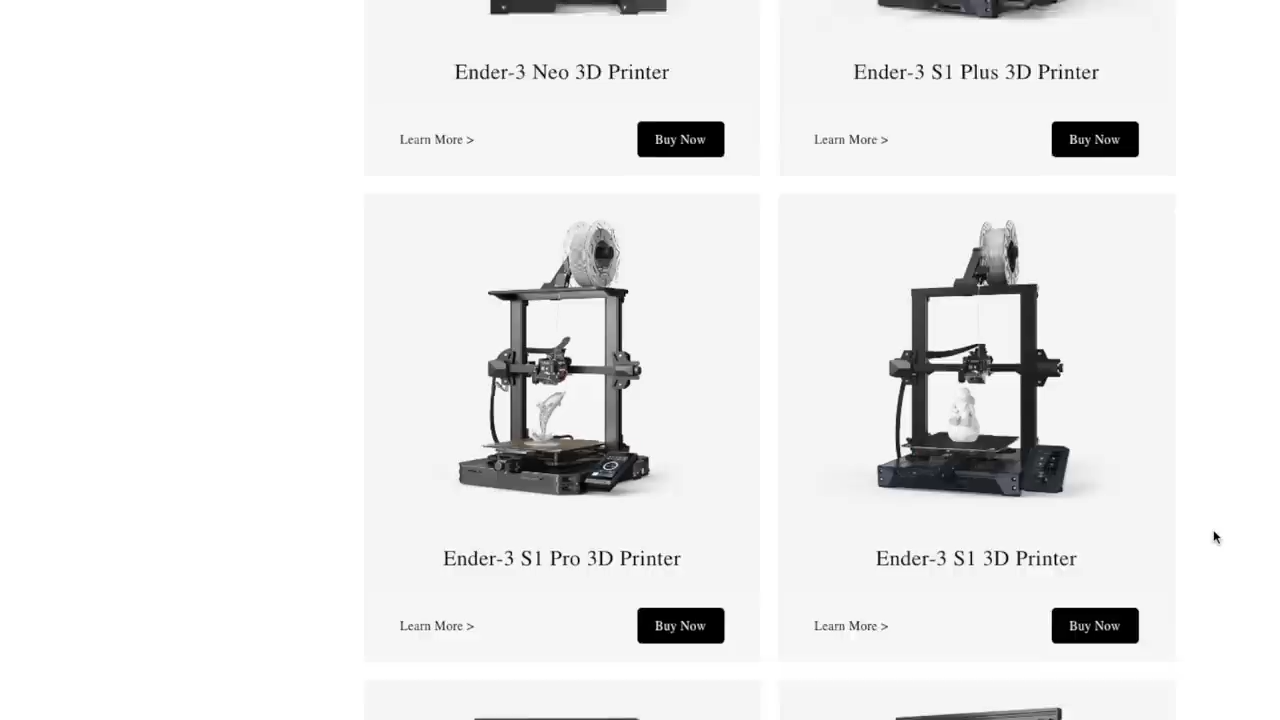 Ender-3 Neo 3D Printer
Ender-3 S1 Plus 3D Printer
Learn More >
Buy Now
Learn More >
Buy Now
Ender-3 S1 Pro 3D Printer
Ender-3 S1 3D Printer
Learn More >
Buy Now
Learn More >
Buy Now